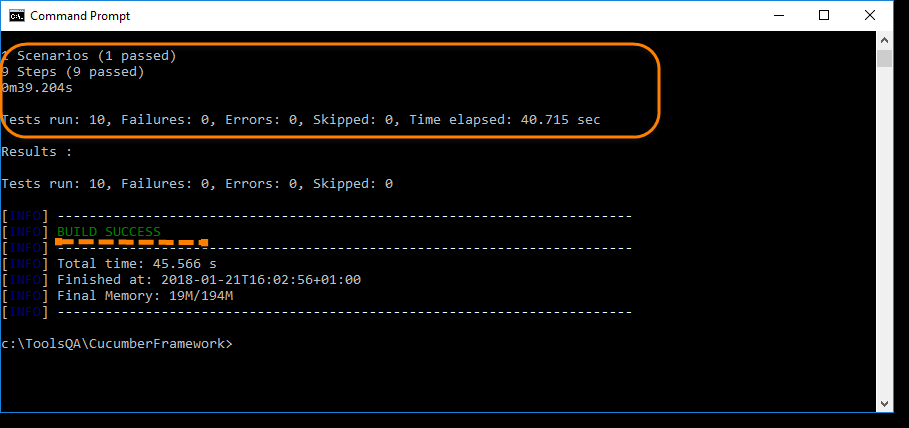 Command Prompt
1 Scenarios (1 passed)
9 Steps (9 passed)
0m39.204s
Tests run: 10, Failures: 0, Errors: 0, Skipped: 0, Time elapsed: 40.715 sec
Results :
Tests run: 10, Failures: 0, Errors: 0, Skipped: 0
[INFO] ------------------------------------------------------------------------
[INFO] BUILD SUCCESS
[INFO] ------------------------------------------------------------------------
[INFO] Total time: 45.566 s
[INFO] Finished at: 2018-01-21T16:02:56+01:00
[INFO] Final Memory: 19M/194M
[INFO] ------------------------------------------------------------------------
c:\ToolsQA\CucumberFramework>